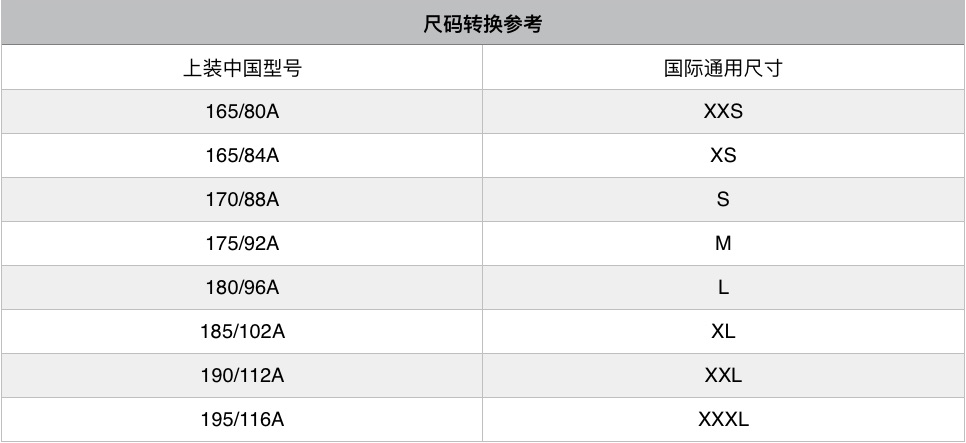 尺码转换参考
上装中国型号 国际通用尺寸
165/80A XXS
165/84A XS
170/88A S
175/92A M
180/96A L
185/102A XL
190/112A XXL
195/116A XXXL